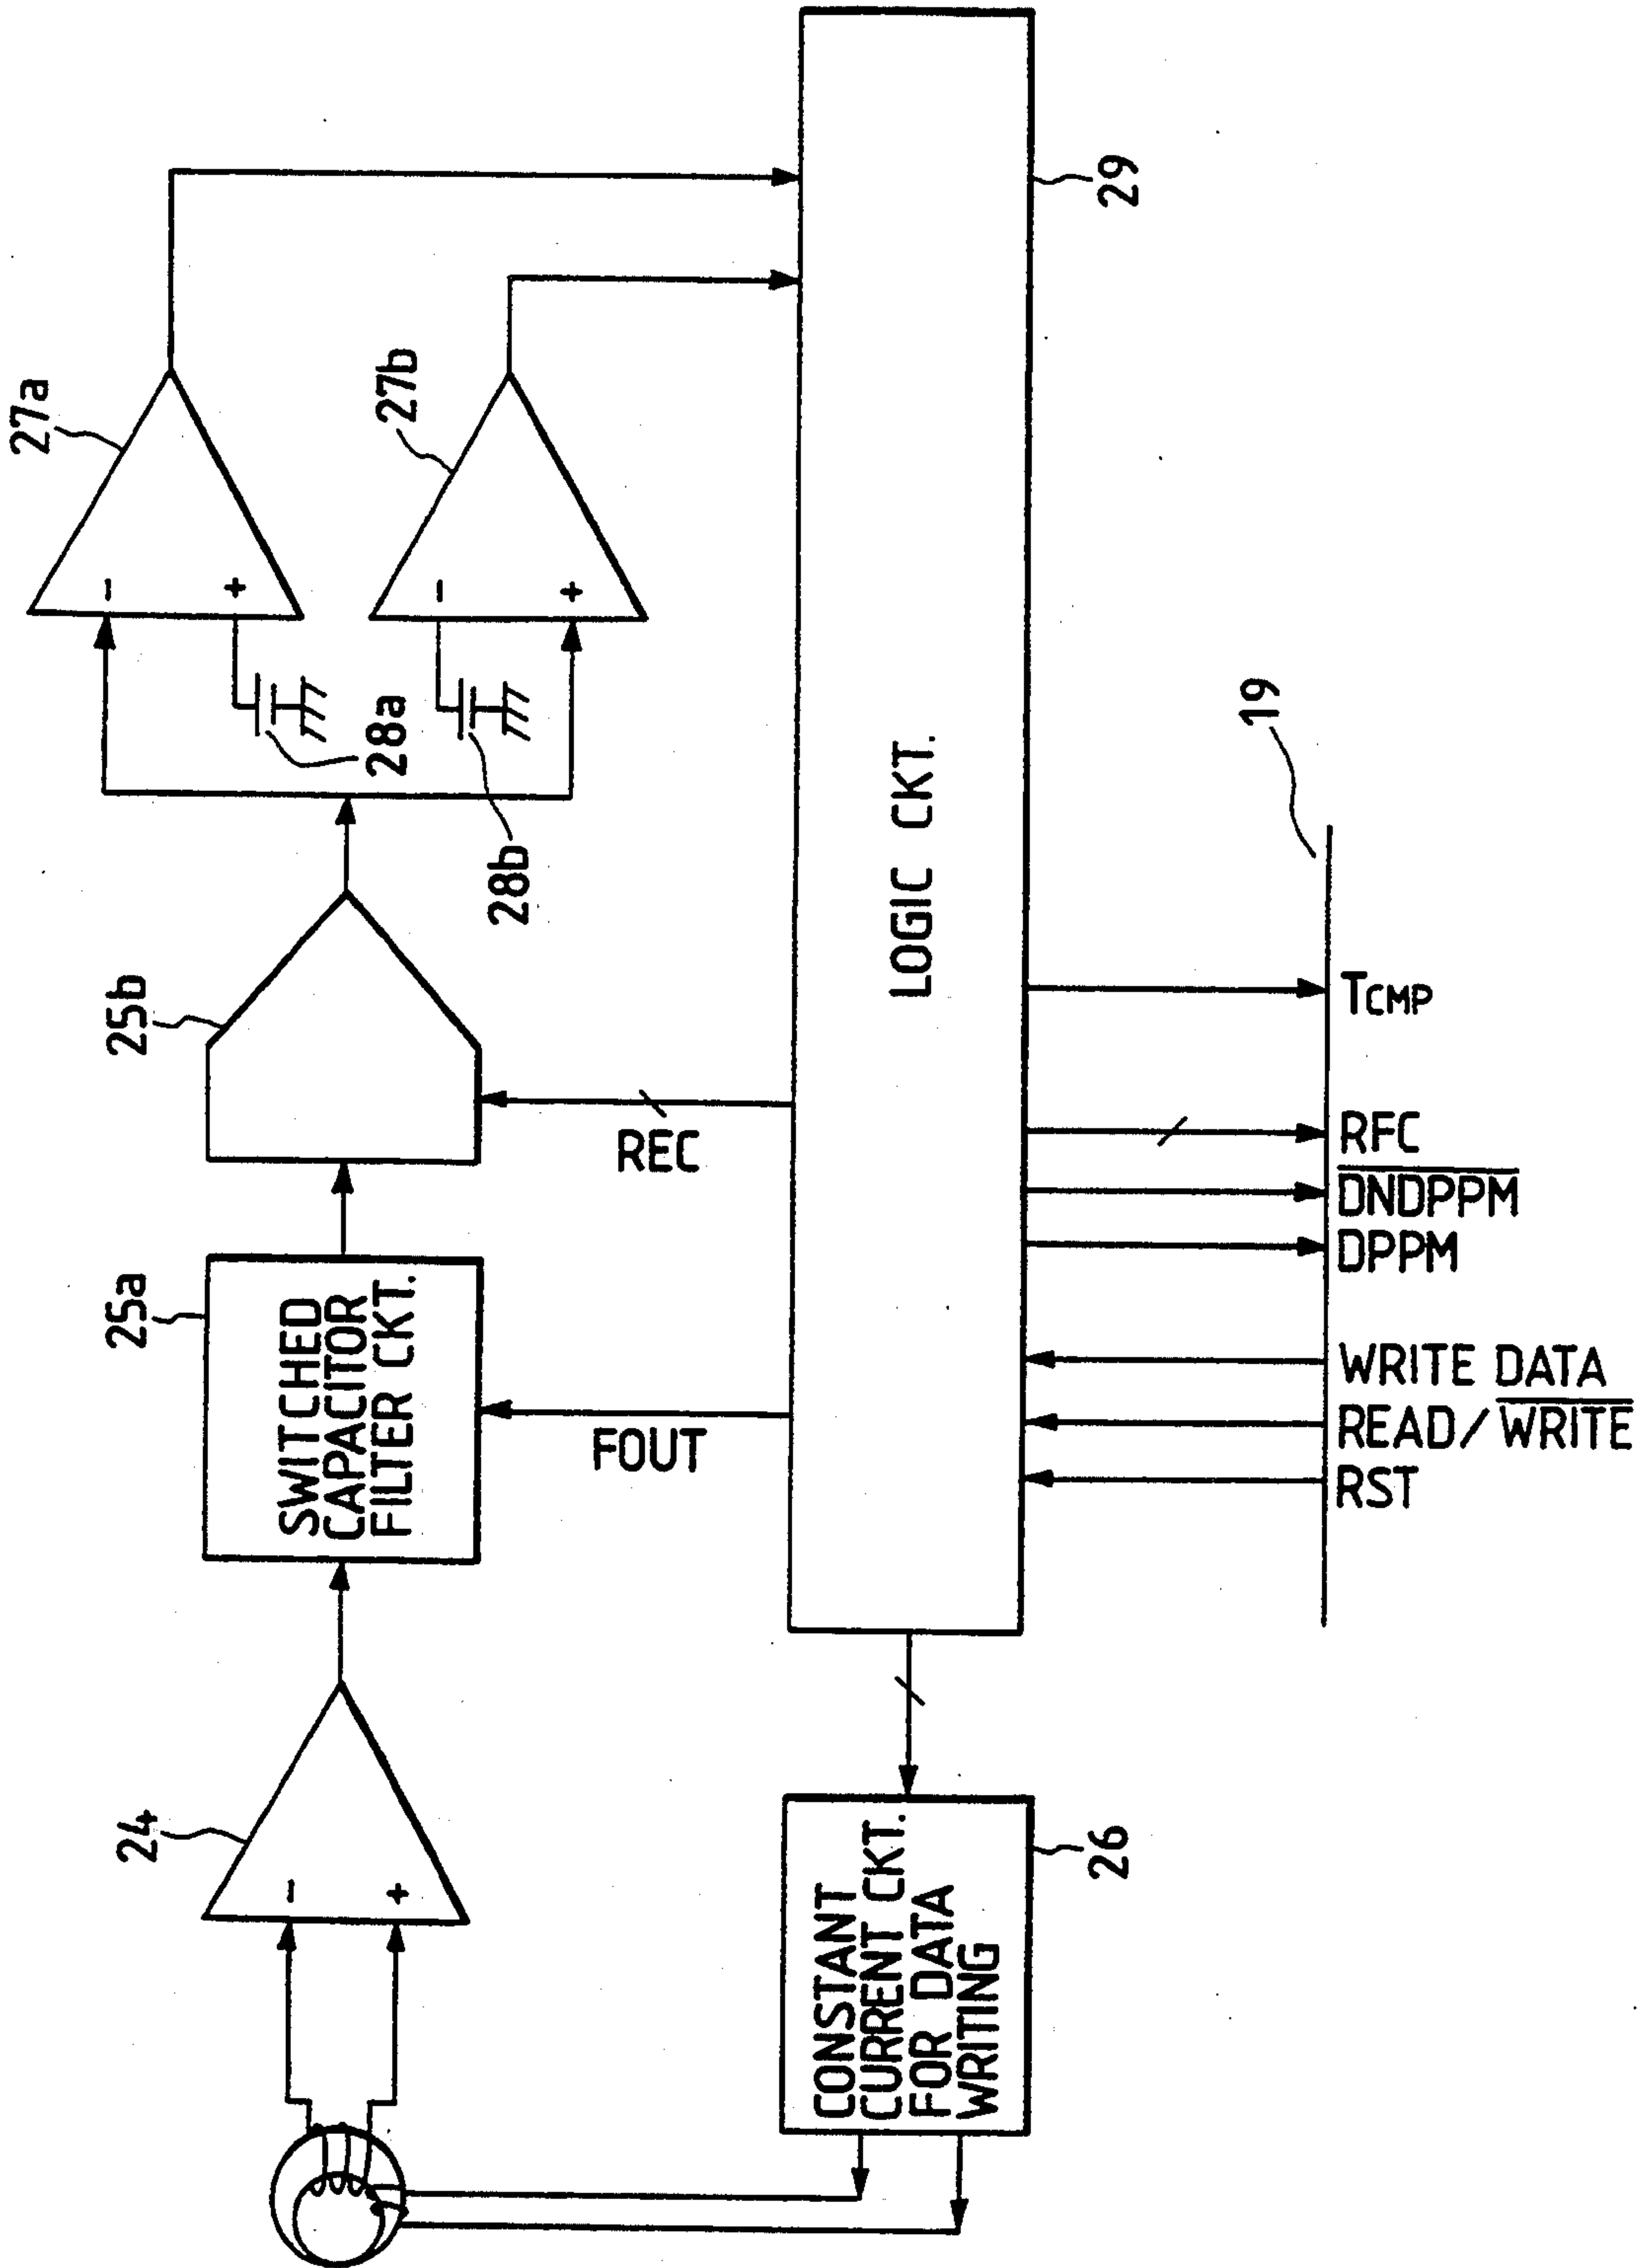 24
-
+
25a
SWITCHED
CAPACITOR
FILTER CKT.
25b
27a
-
+
28a
27b
-
+
28b
FOUT
REC
CONSTANT
CURRENT CKT.
FOR DATA
WRITING
26
LOGIC CKT.
29
RST
READ/WRITE
WRITE DATA
DPPM
DNDPPM
RFC
TCMP
19